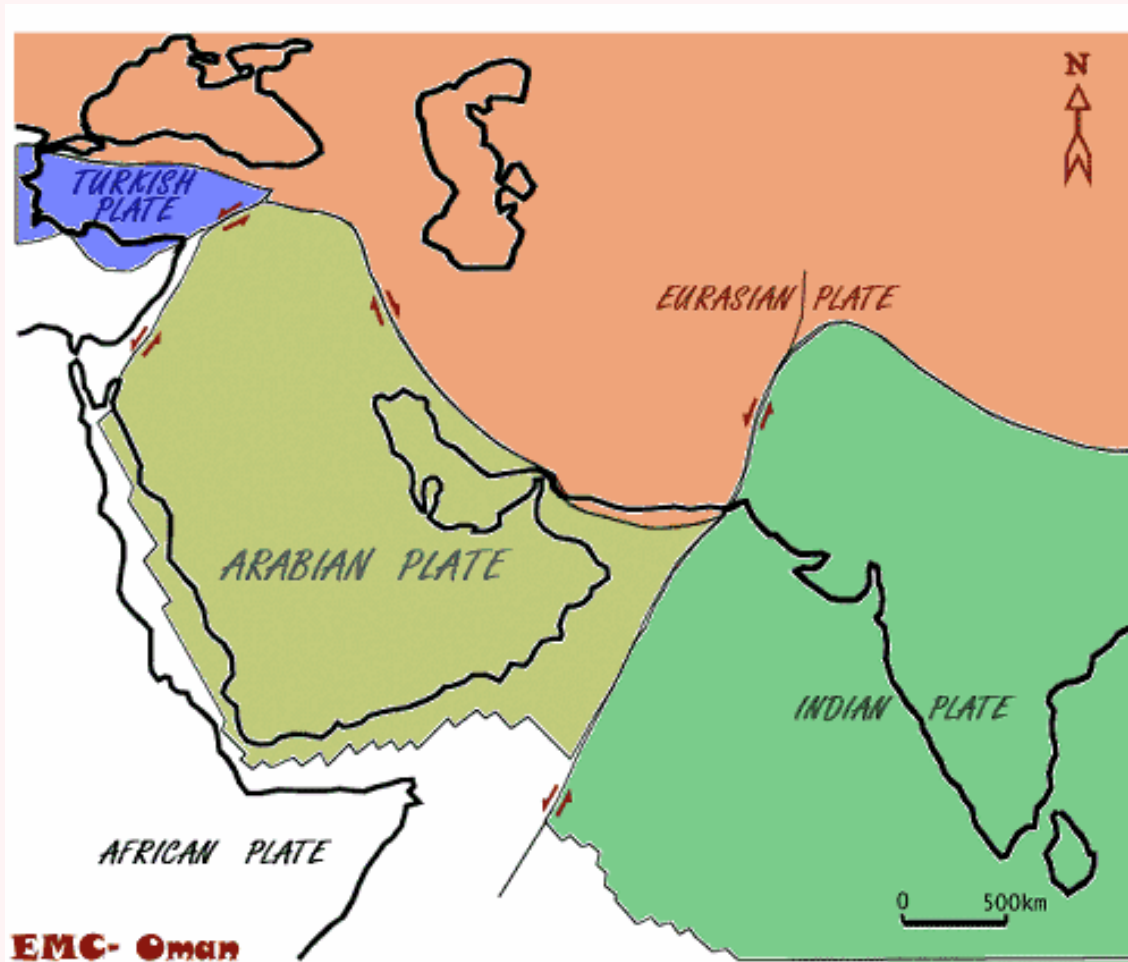 N
TURKISH
PLATE
EURASIAN PLATE
ARABIAN PLATE
INDIAN PLATE
AFRICAN PLATE
0 500km
EMC- Oman